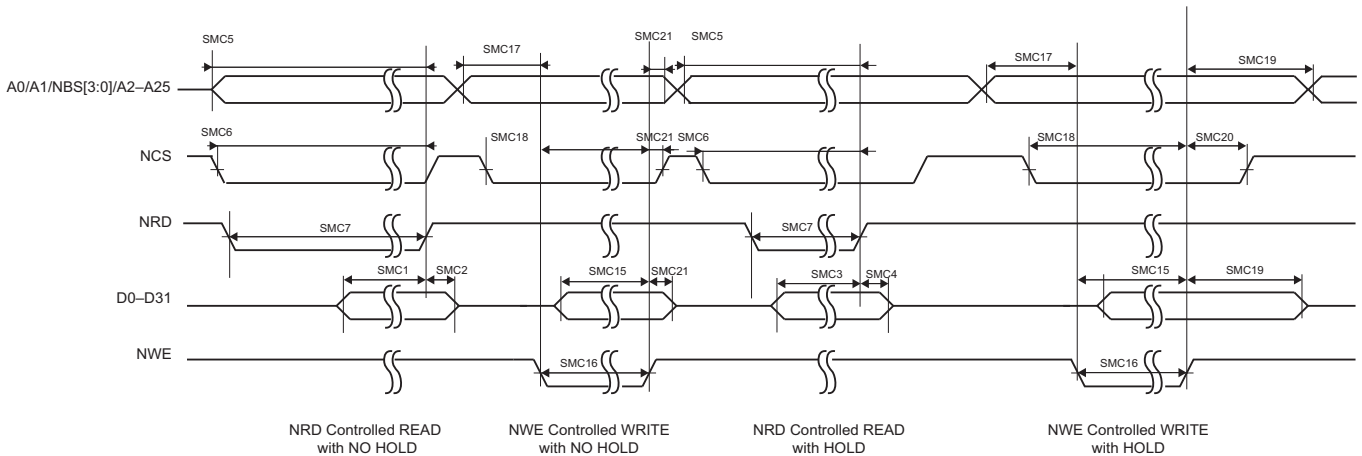 SMC5
SMC17
SMC21
SMC5
SMC17
SMC19
A0/A1/NBS[3:0]/A2–A25
SMC6
SMC18
SMC21
SMC6
SMC18
SMC20
NCS
NRD
SMC7
SMC7
SMC1
SMC2
SMC15
SMC21
SMC3
SMC4
SMC15
SMC19
D0–D31
NWE
SMC16
SMC16
NRD Controlled READ
with NO HOLD
NWE Controlled WRITE
with NO HOLD
NRD Controlled READ
with HOLD
NWE Controlled WRITE
with HOLD